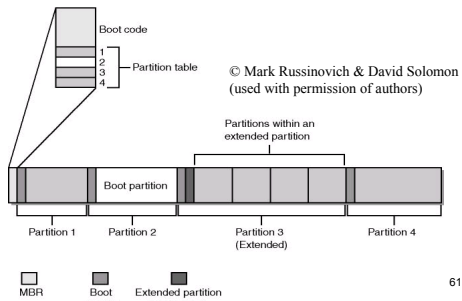 Boot code
1
2
3
4
Partition table
© Mark Russinovich & David Solomon
(used with permission of authors)
Partitions within an
extended partition
Boot partition
Partition 1
Partition 2
Partition 3
(Extended)
Partition 4
MBR
Boot
Extended partition
61